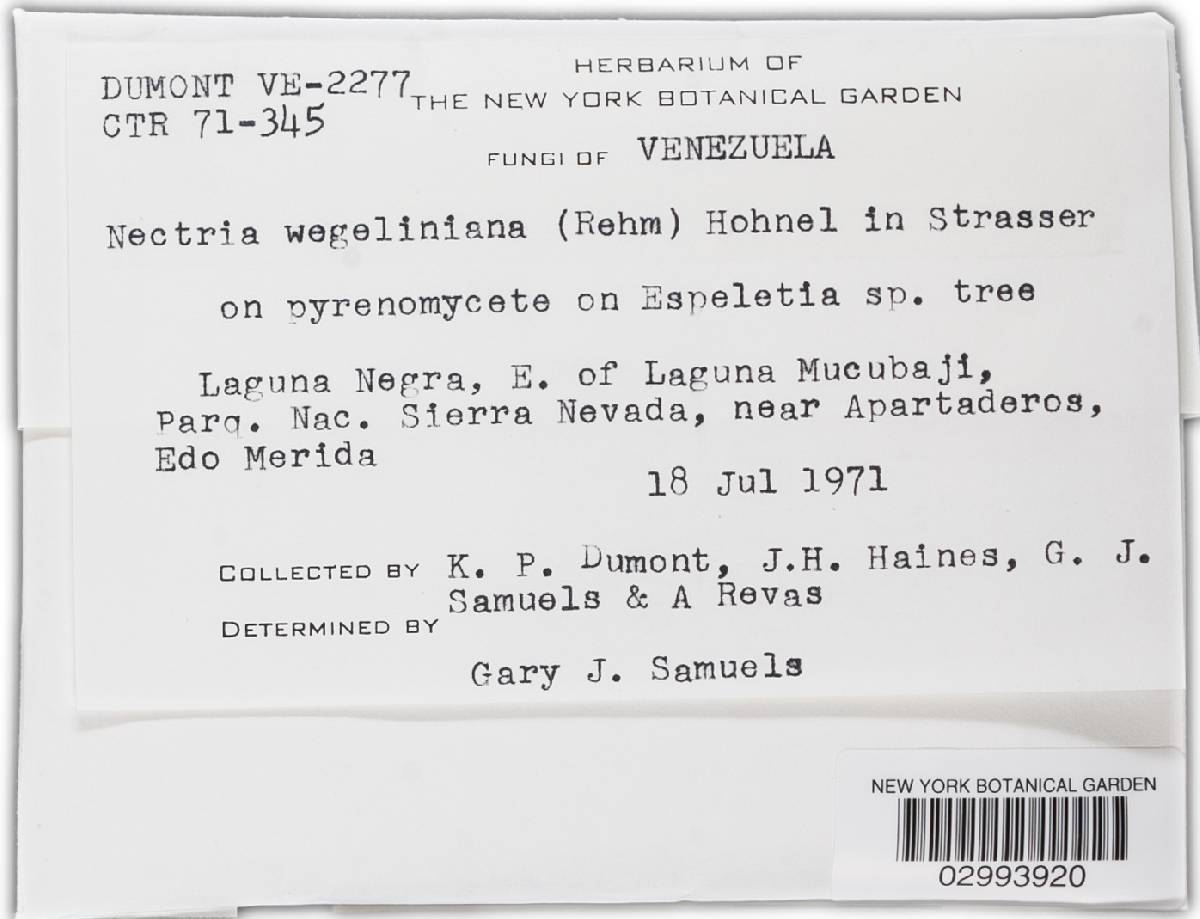 DUMONT VE-2277
CTR 71-345
HERBARIUM OF
THE NEW YORK BOTANICAL GARDEN
FUNGI OF VENEZUELA
Nectria wegeliniana (Rehm) Hohnel in Strasser
on pyrenomycete on Espeletia sp. tree
Laguna Negra, E. of Laguna Mucubaji,
Parq. Nac. Sierra Nevada, near Apartaderos,
Edo Merida
18 Jul 1971
COLLECTED BY K. P. Dumont, J.H. Haines, G. J.
Samuels & A Revas
DETERMINED BY
Gary J. Samuels
NEW YORK BOTANICAL GARDEN
02993920